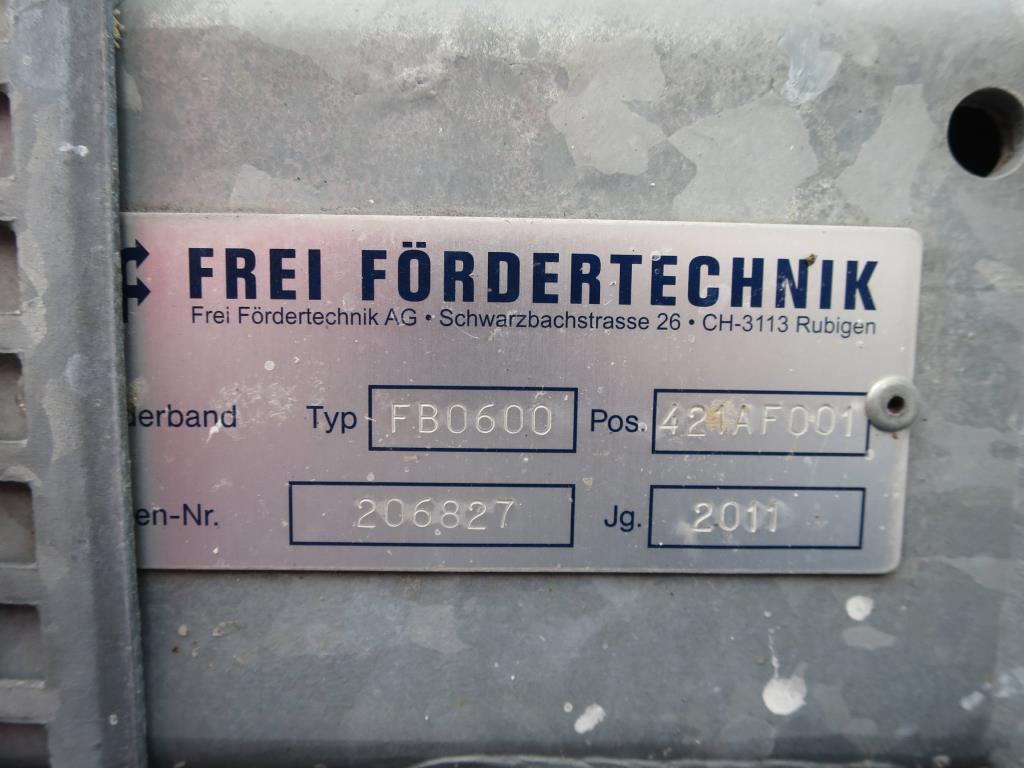 FREI FÖRDERTECHNIK
Frei Fördertechnik AG • Schwarzbachstrasse 26 • CH-3113 Rubigen
derband Typ FB0600 Pos. 421AF001
en-Nr. 206827 Jg. 2011